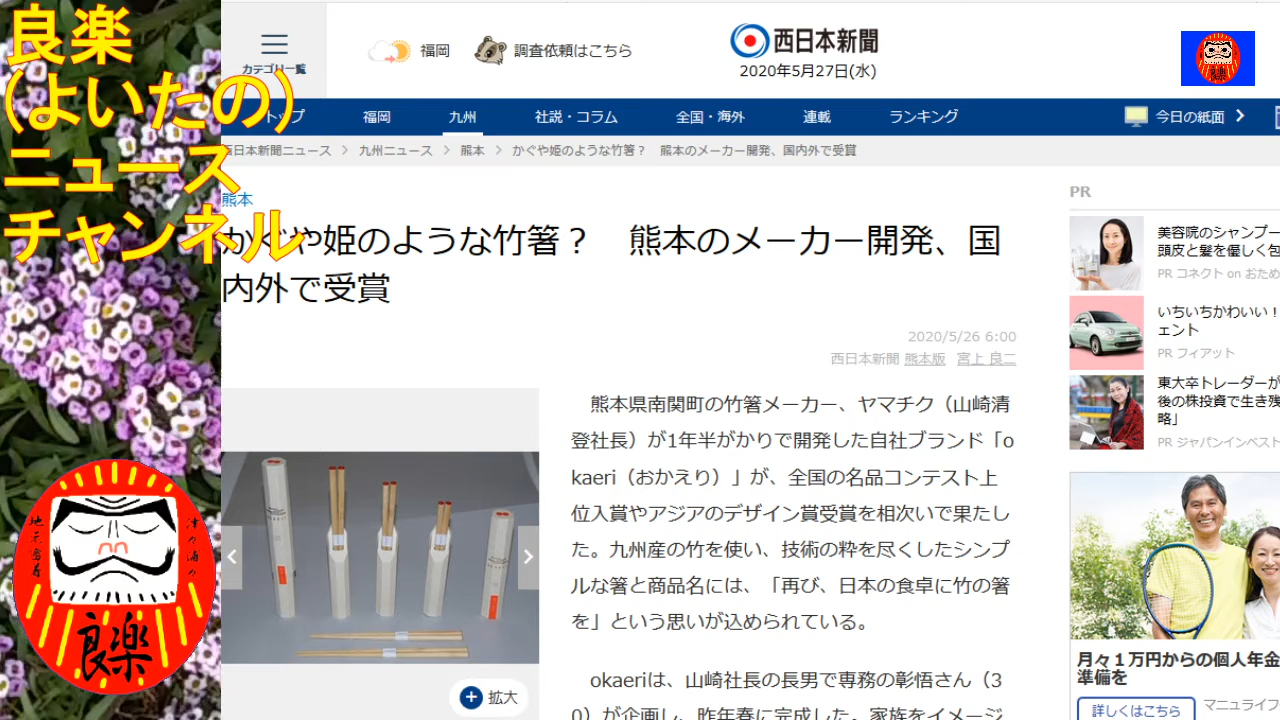 良楽
(よいたの)
ニュース
チャンネル
地元密着
津々浦々
良楽
カテゴリ一覧
福岡
調査依頼はこちら
西日本新聞
2020年5月27日(水)
トップ 福岡 九州 社説・コラム 全国・海外 連載 ランキング 今日の紙面
西日本新聞ニュース 九州ニュース 熊本 かぐや姫のような竹箸？ 熊本のメーカー開発、国内外で受賞
熊本
かぐや姫のような竹箸？ 熊本のメーカー開発、国
内外で受賞
2020/5/26 6:00
西日本新聞 熊本版 宮上 良二
熊本県南関町の竹箸メーカー、ヤマチク（山崎清
登社長）が1年半がかりで開発した自社ブランド「o
kaeri（おかえり）」が、全国の名品コンテスト上
位入賞やアジアのデザイン賞受賞を相次いで果たし
た。九州産の竹を使い、技術の粋を尽くしたシンプ
ルな箸と商品名には、「再び、日本の食卓に竹の箸
を」という思いが込められている。
okaeriは、山崎社長の長男で専務の彰悟さん（3
0）が企画し、昨年春に完成した。家族をイメージ
拡大
PR
美容院のシャンプー
頭皮と髪を優しく包
PR コネクト on おため
いちいちかわいい！
ェント
PR フィアット
東大卒トレーダーが
後の株投資で生き残
略」
PR ジャパンインベスト
月々１万円からの個人年金
準備を
詳しくはこちら
マニュライフ